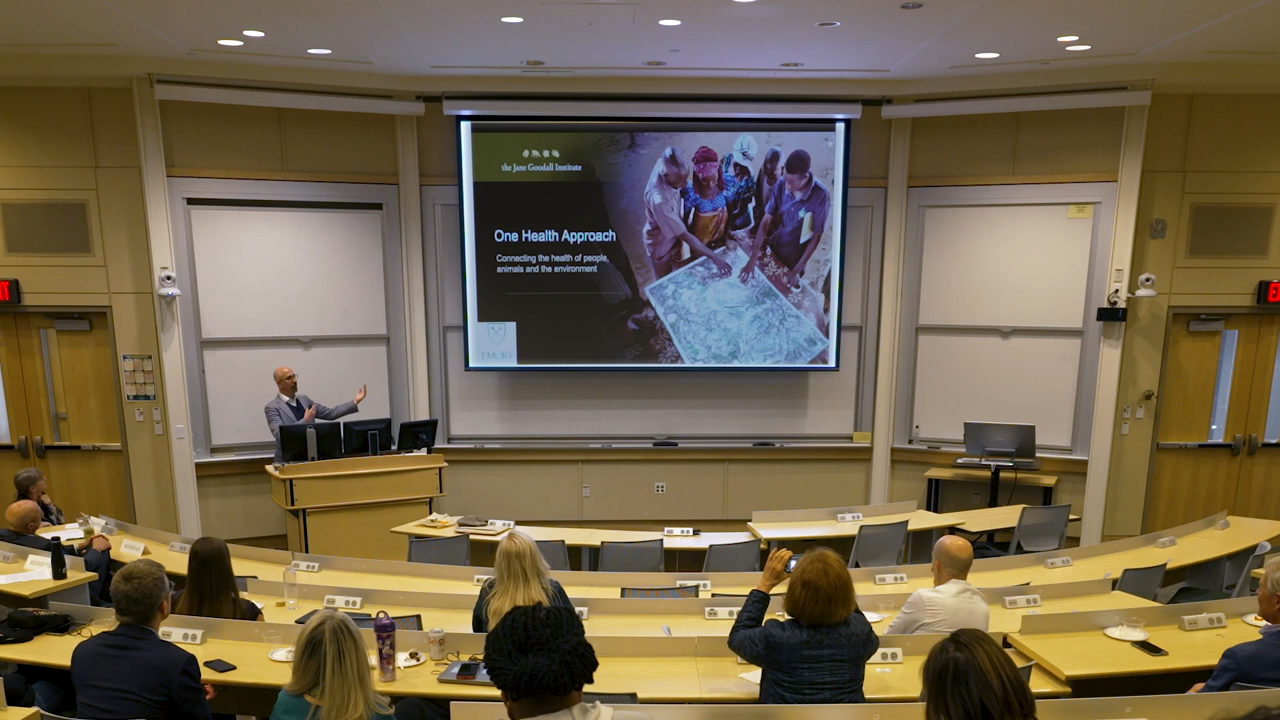 the Jane Goodall Institute
One Health Approach
Connecting the health of people,
animals and the environment
EMORY